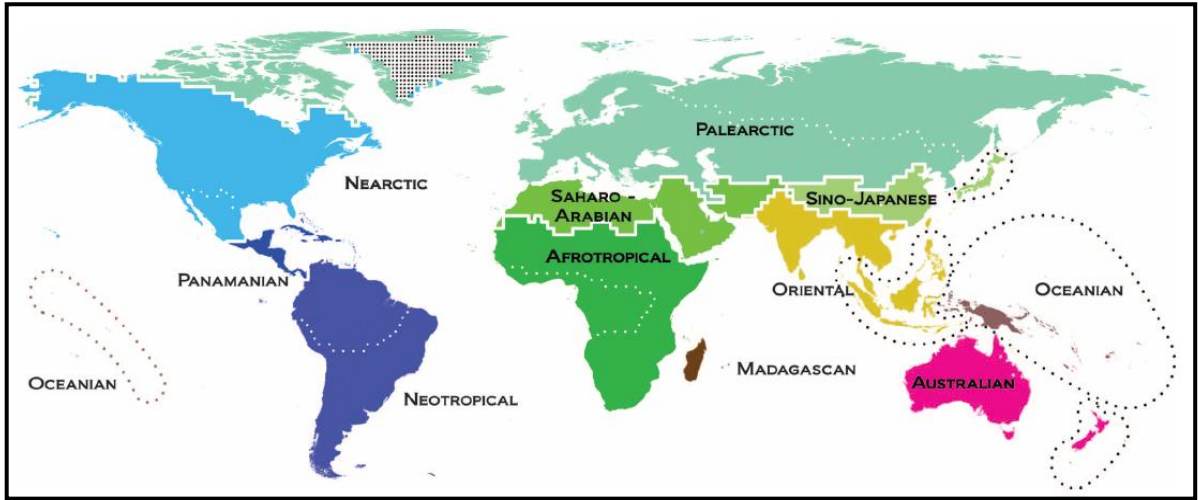 PALEARCTIC
NEARCTIC
SAHARO -
ARABIAN
SINO-JAPANESE
AFROTROPICAL
PANAMANIAN
ORIENTAL
OCEANIAN
MADAGASCAN
OCEANIAN
AUSTRALIAN
NEOTROPICAL